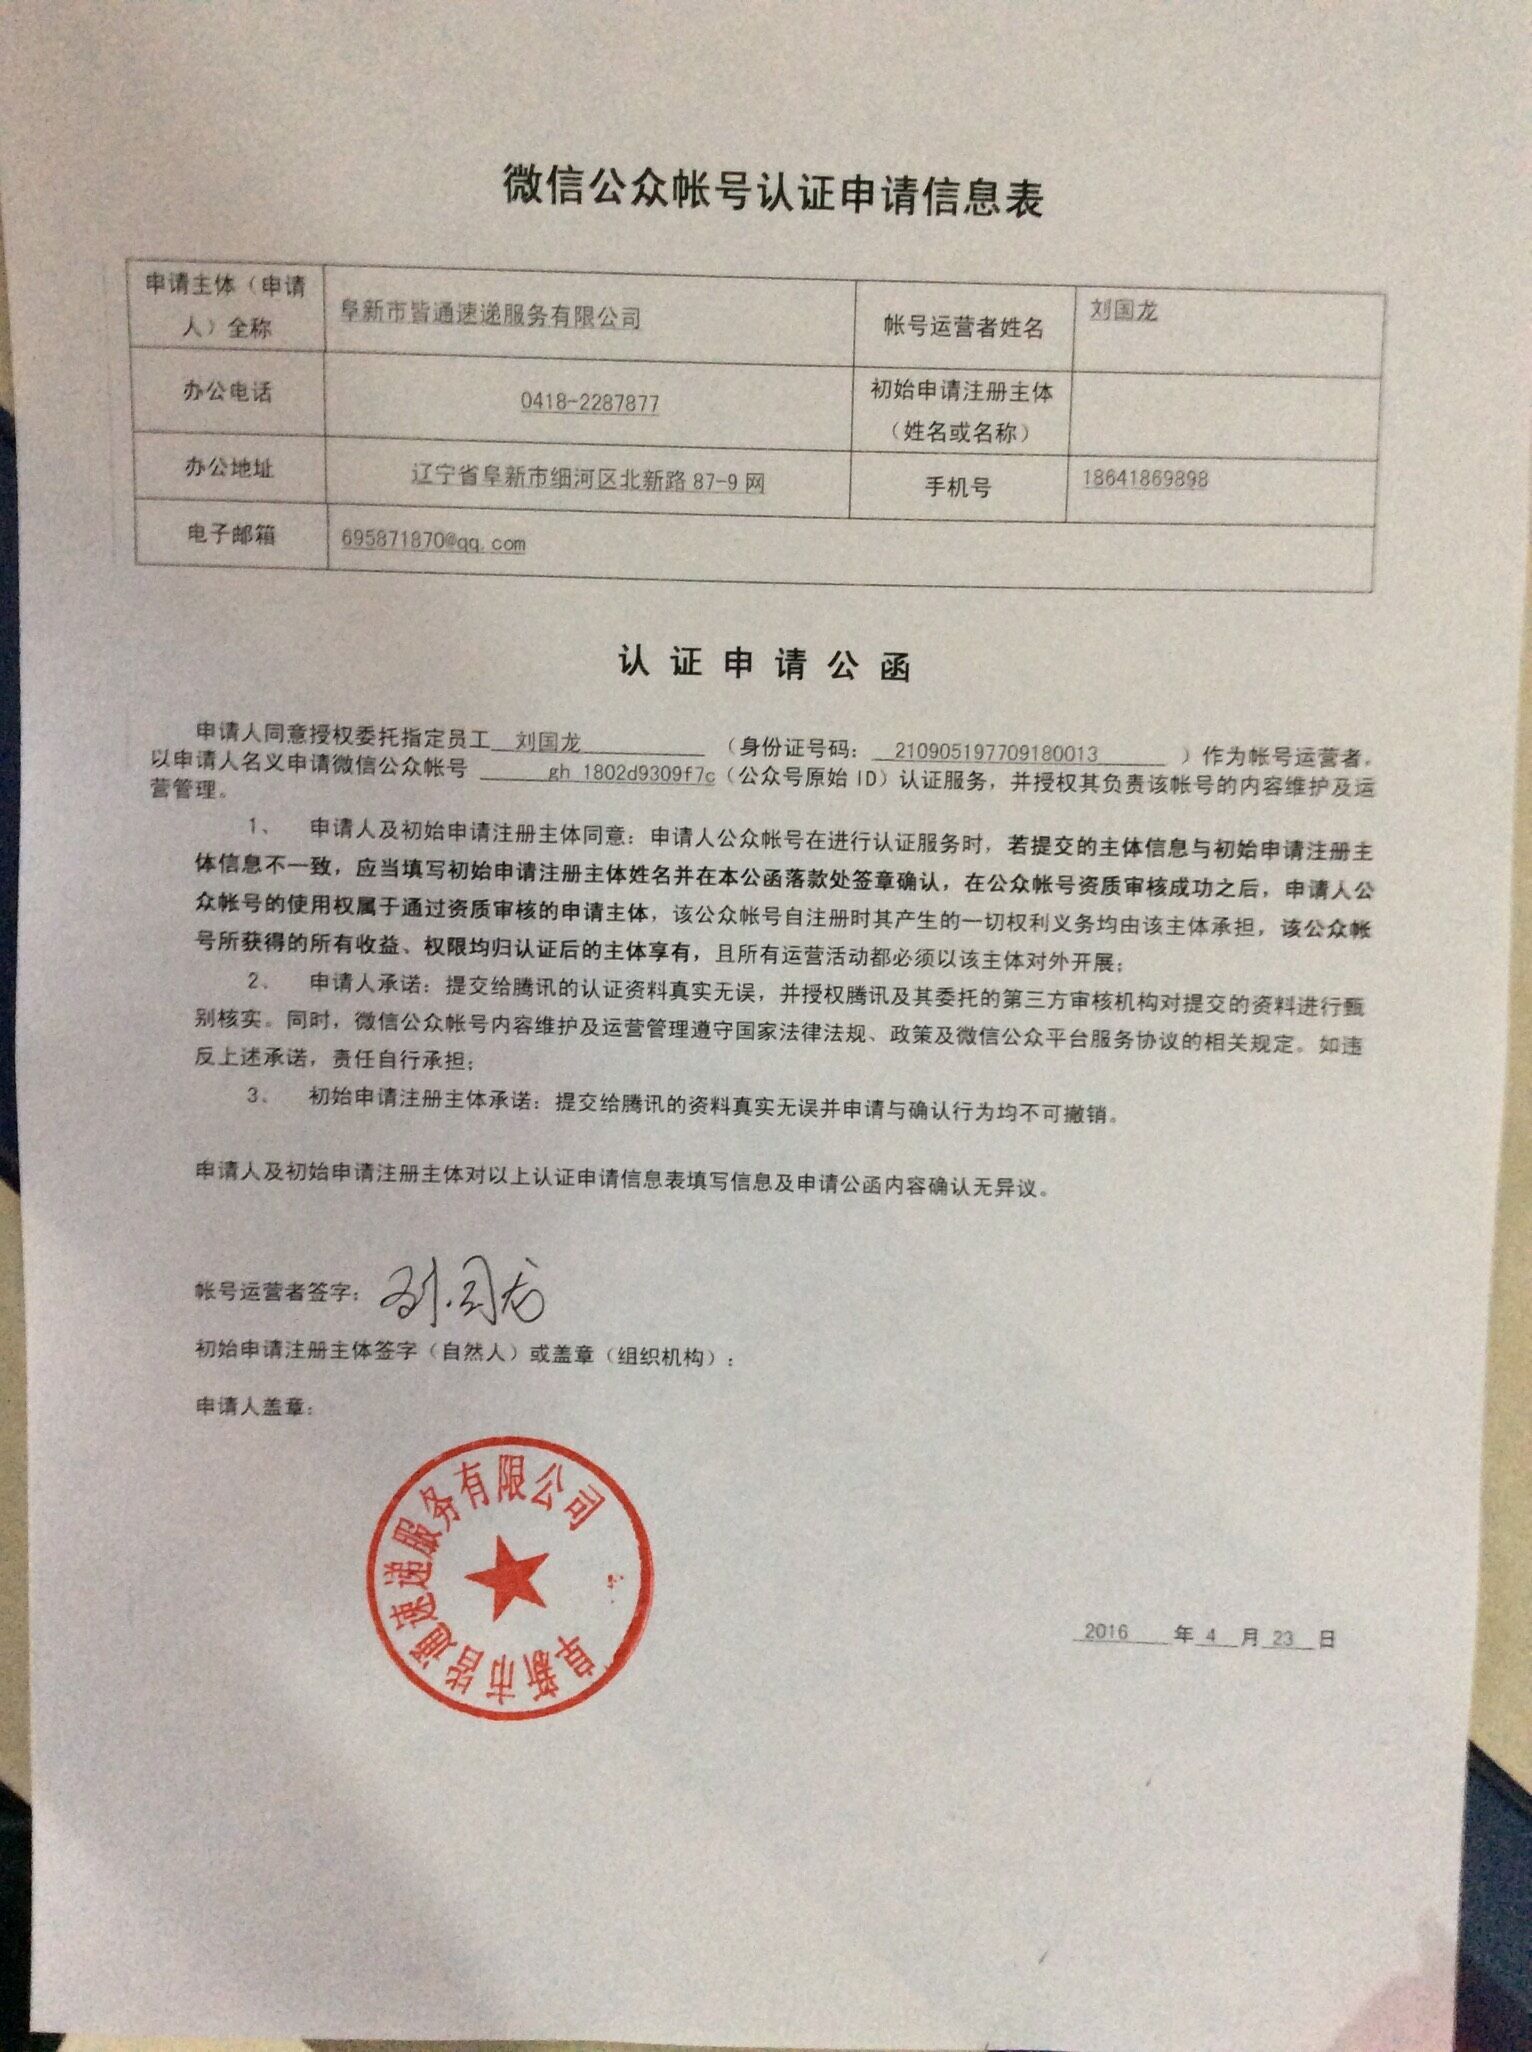 微信公众帐号认证申请信息表
申请主体（申请人）全称
阜新市皆通速递服务有限公司
帐号运营者姓名
刘国龙
办公电话
0418-2287877
初始申请注册主体（姓名或名称）
办公地址
辽宁省阜新市细河区北新路 87-9 网
手机号
18641869898
电子邮箱
695871870@qq.com
认证申请公函
申请人同意授权委托指定员工 刘国龙 （身份证号码： 210905197709180013 ）作为帐号运营者，
以申请人名义申请微信公众帐号 gh_1802d9309f7c（公众号原始 ID）认证服务，并授权其负责该帐号的内容维护及运
营管理。
1、 申请人及初始申请注册主体同意：申请人公众帐号在进行认证服务时，若提交的主体信息与初始申请注册主
体信息不一致，应当填写初始申请注册主体姓名并在本公函落款处签章确认，在公众帐号资质审核成功之后，申请人公
众帐号的使用权属于通过资质审核的申请主体，该公众帐号自注册时其产生的一切权利义务均由该主体承担，该公众帐
号所获得的所有收益、权限均归认证后的主体享有，且所有运营活动都必须以该主体对外开展；
2、 申请人承诺：提交给腾讯的认证资料真实无误，并授权腾讯及其委托的第三方审核机构对提交的资料进行甄
别核实。同时，微信公众帐号内容维护及运营管理遵守国家法律法规、政策及微信公众平台服务协议的相关规定。如违
反上述承诺，责任自行承担；
3、 初始申请注册主体承诺：提交给腾讯的资料真实无误并申请与确认行为均不可撤销。
申请人及初始申请注册主体对以上认证申请信息表填写信息及申请公函内容确认无异议。
帐号运营者签字：刘国龙
初始申请注册主体签字（自然人）或盖章（组织机构）：
申请人盖章：
阜新市皆通速递服务有限公司
2016 年 4 月 23 日